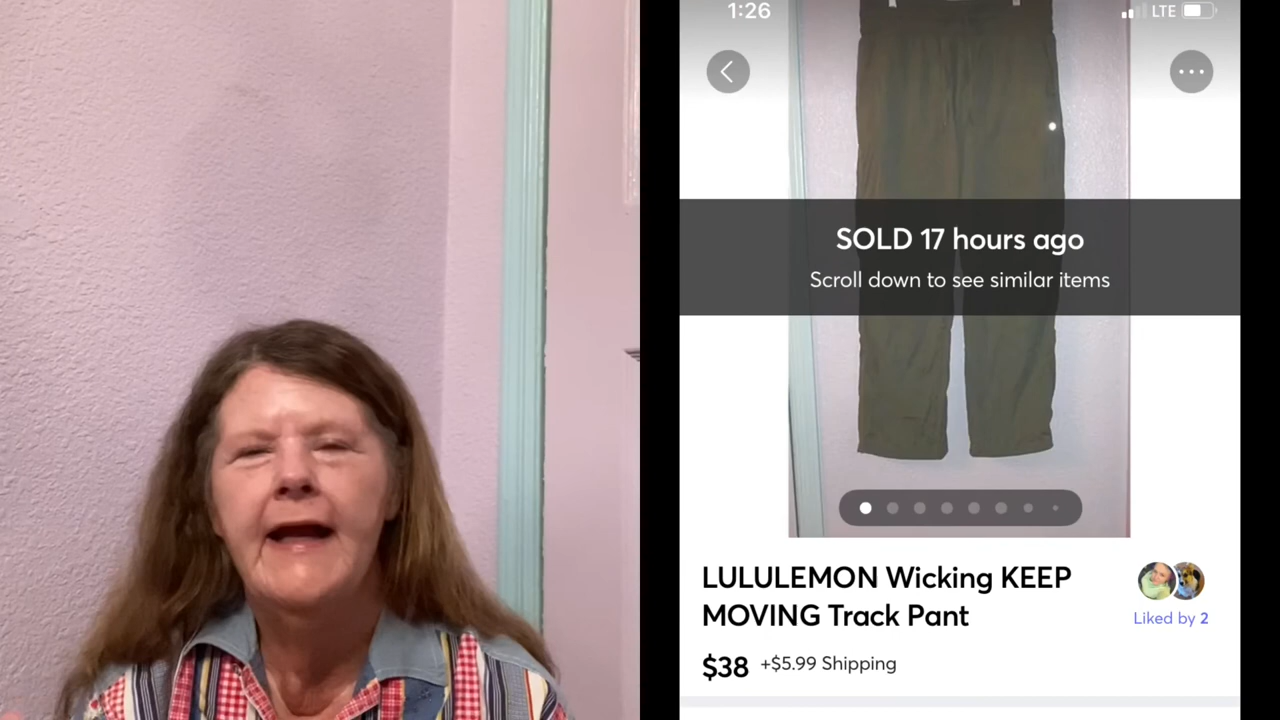 1:26
LTE
SOLD 17 hours ago
Scroll down to see similar items
LULULEMON Wicking KEEP
MOVING Track Pant
Liked by 2
$38 +$5.99 Shipping